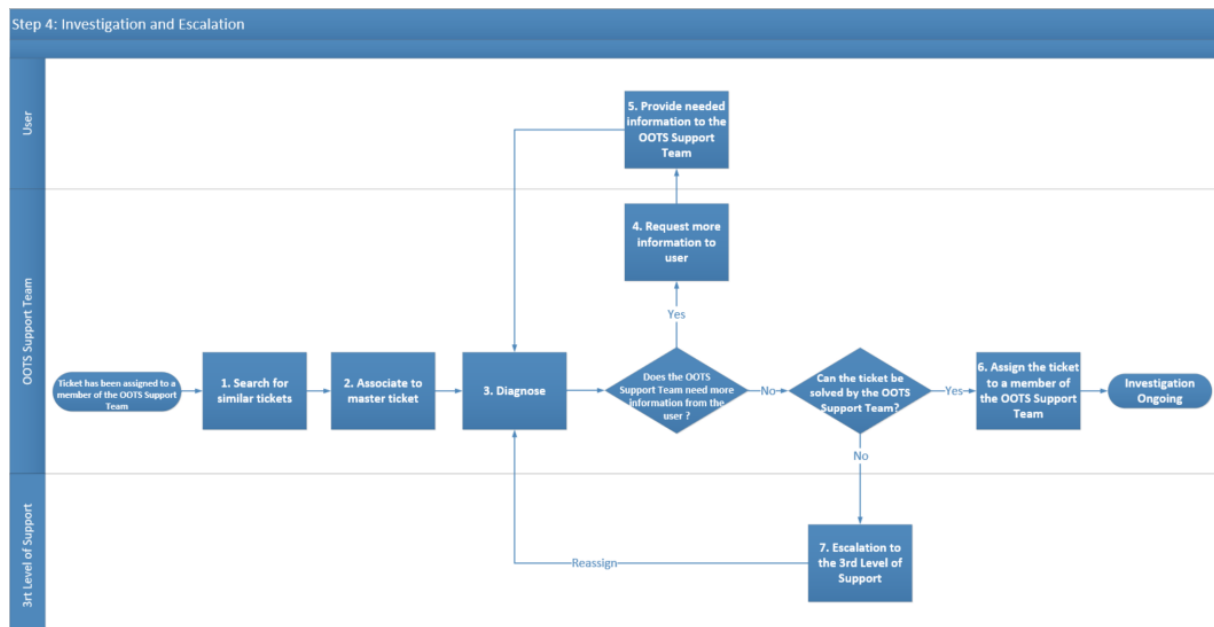 Step 4: Investigation and Escalation
User
5. Provide needed
information to the
OOTS Support
Team
OOTS Support Team
4. Request more
information to
user
Yes
Ticket has been assigned to a
member of the OOTS Support
Team
1. Search for
similar tickets
2. Associate to
master ticket
3. Diagnose
Does the OOTS
Support Team need more
information from the
user ?
No
Can the ticket be
solved by the OOTS
Support Team?
Yes
6. Assign the ticket
to a member of
the OOTS Support
Team
Investigation
Ongoing
No
3rt Level of Support
7. Escalation to
the 3rd Level of
Support
Reassign